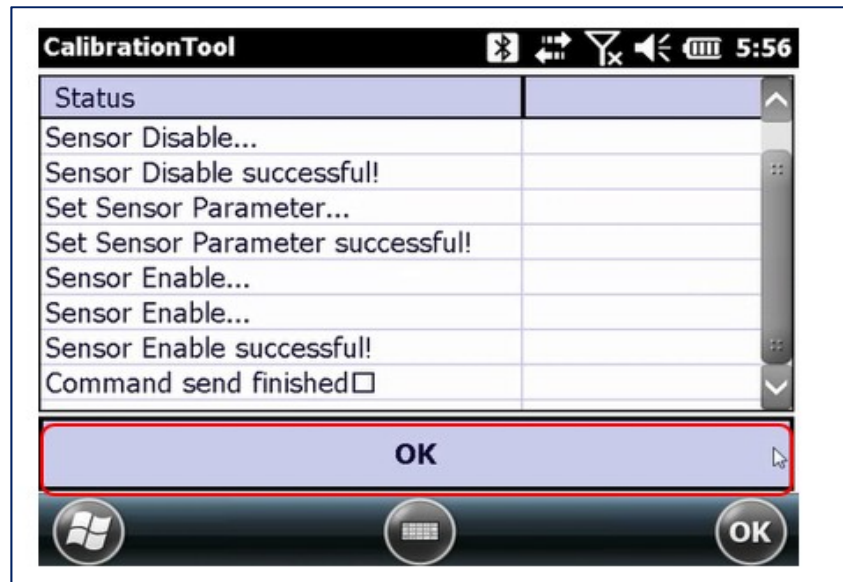 CalibrationTool 5:56
Status
Sensor Disable...
Sensor Disable successful!
Set Sensor Parameter...
Set Sensor Parameter successful!
Sensor Enable...
Sensor Enable...
Sensor Enable successful!
Command send finished□
OK
OK